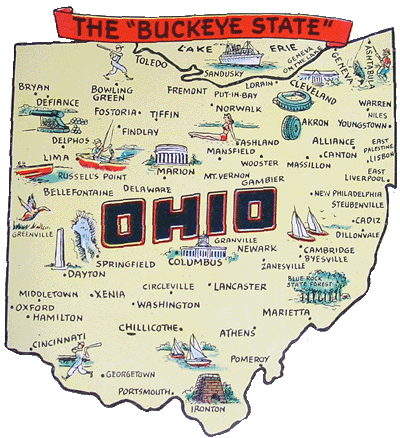 THE "BUCKEYE STATE"
LAKE ERIE
TOLEDO
SANDUSKY
GENEVA
ON THE LAKE
GENEVA
ASHTABULA
LORAIN
CLEVELAND
BRYAN
DEFIANCE
BOWLING
GREEN
FREMONT
PUT-IN-BAY
NORWALK
WARREN
NILES
YOUNGSTOWN
FOSTORIA
TIFFIN
AKRON
DELPHOS
FINDLAY
ASHLAND
ALLIANCE
EAST
PALESTINE
LIMA
MANSFIELD
CANTON
LISBON
RUSSEL'S POINT
MARION
WOOSTER
MASSILLON
EAST
LIVERPOOL
MT. VERNON
GAMBIER
BELLEFONTAINE
DELAWARE
NEW PHILADELPHIA
STEUBENVILLE
OHIO
CADIZ
DILLONVALE
GREENVILLE
GRANVILLE
NEWARK
CAMBRIDGE
BYESVILLE
SPRINGFIELD
COLUMBUS
ZANESVILLE
DAYTON
BLUE ROCK
STATE FOREST
MIDDLETOWN
XENIA
CIRCLEVILLE
LANCASTER
OXFORD
HAMILTON
WASHINGTON
MARIETTA
CINCINNATI
CHILLICOTHE
ATHENS
POMEROY
GEORGETOWN
PORTSMOUTH
IRONTON